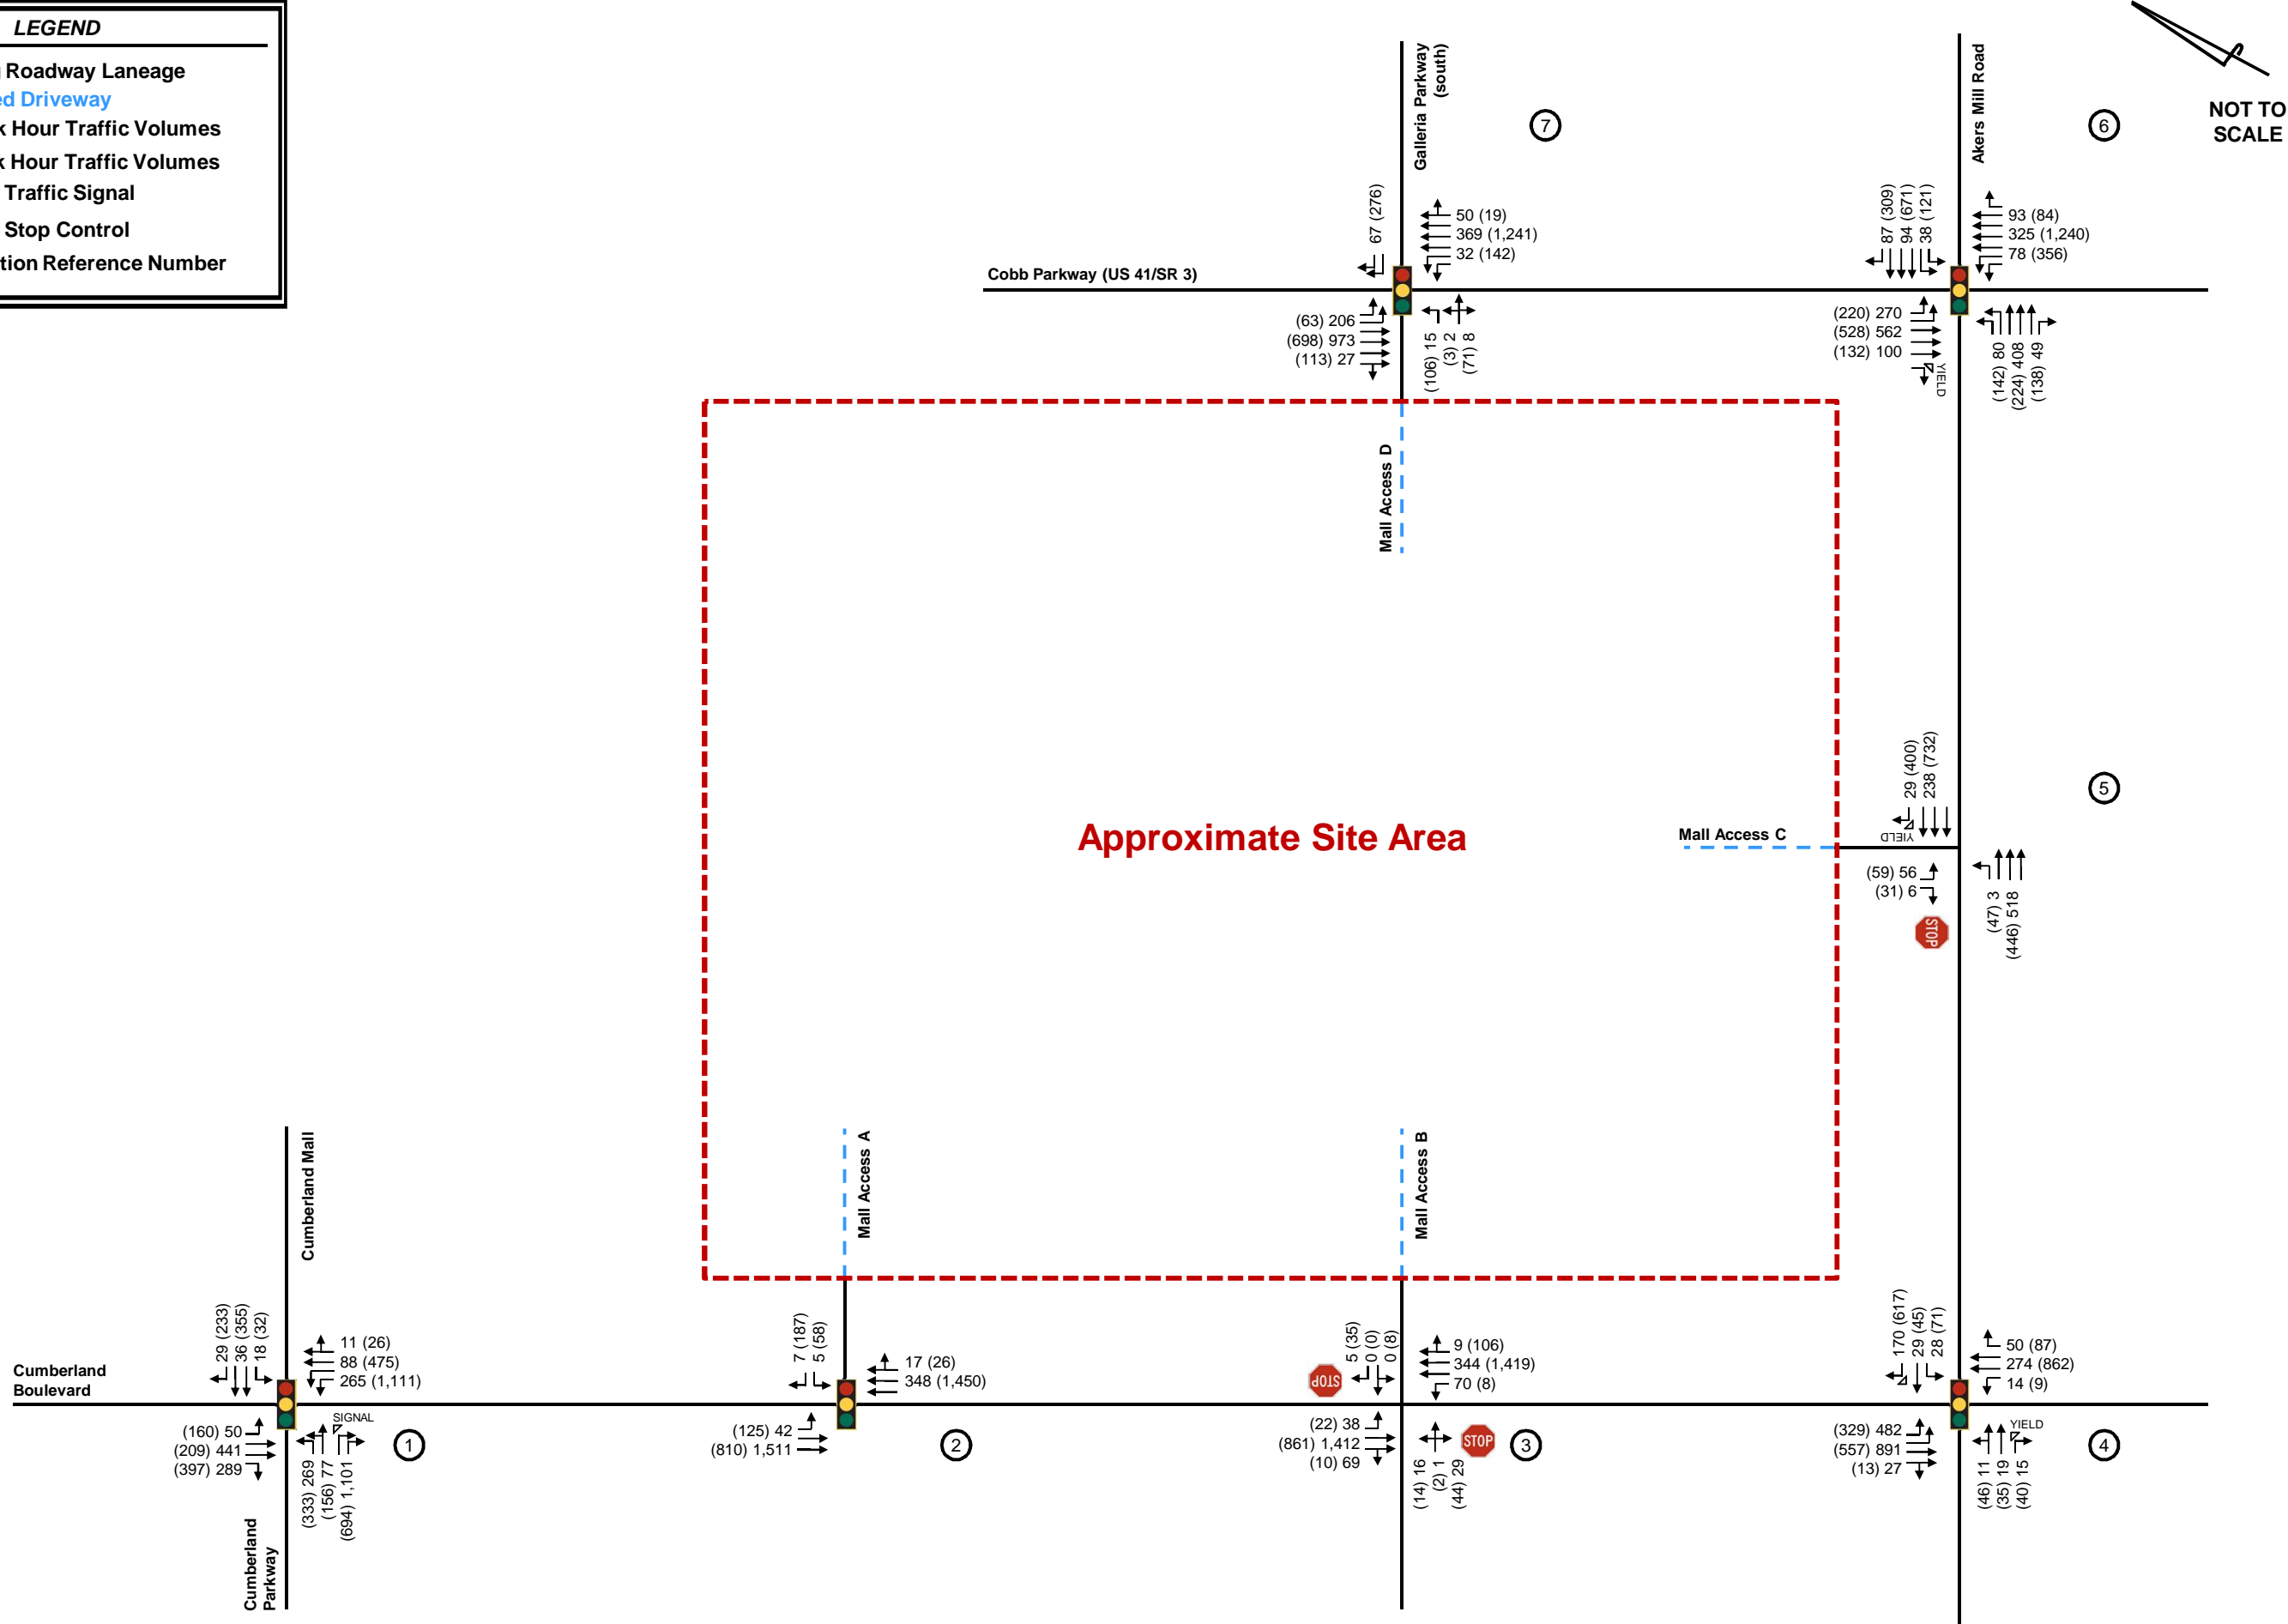 LEGEND
Roadway Laneage
Driveway
Hour Traffic Volumes
Hour Traffic Volumes
Traffic Signal
Stop Control
Reference Number
NOT TO
SCALE
Galleria Parkway
(south)
7
Akers Mill Road
6
67 (276)
50 (19)
369 (1,241)
32 (142)
87 (309)
94 (671)
38 (121)
93 (84)
325 (1,240)
78 (356)
Cobb Parkway (US 41/SR 3)
(63) 206
(698) 973
(113) 27
(106) 15
(3) 2
(71) 8
(220) 270
(528) 562
(132) 100
YIELD
(142) 80
(224) 408
(138) 49
Mall Access D
Approximate Site Area
29 (400)
238 (732)
5
Mall Access C
YIELD
(59) 56
(31) 6
STOP
(47) 3
(446) 518
Cumberland Mall
Mall Access A
Mall Access B
29 (233)
36 (355)
18 (32)
11 (26)
88 (475)
265 (1,111)
Cumberland
Boulevard
7 (187)
5 (58)
17 (26)
348 (1,450)
STOP
5 (35)
0 (0)
0 (8)
9 (106)
344 (1,419)
70 (8)
170 (617)
29 (45)
28 (71)
50 (87)
274 (862)
14 (9)
(160) 50
(209) 441
(397) 289
SIGNAL
(333) 269
(156) 77
(694) 1,101
1
(125) 42
(810) 1,511
2
(22) 38
(861) 1,412
(10) 69
(14) 16
(2) 1
(44) 29
STOP
3
(329) 482
(557) 891
(13) 27
YIELD
(46) 11
(35) 19
(40) 15
4
Cumberland
Parkway